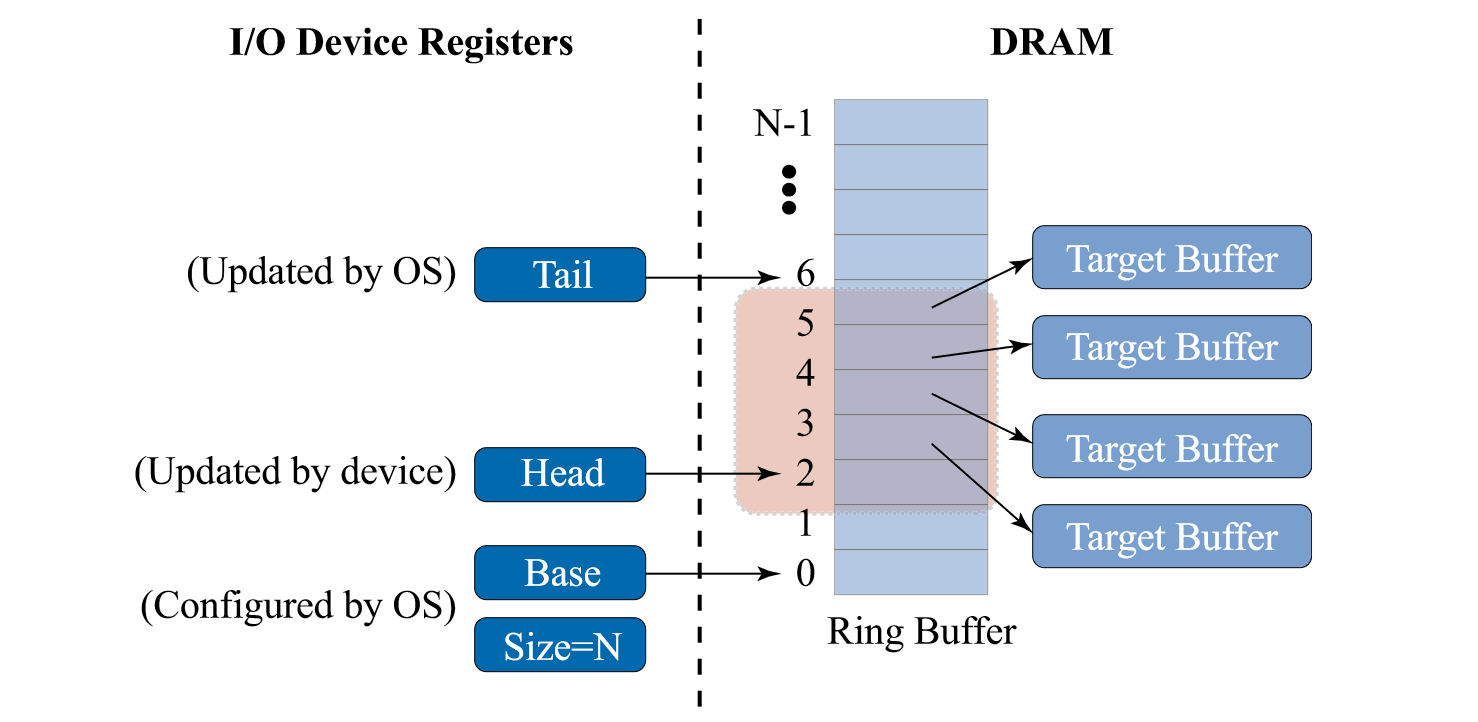 I/O Device Registers
DRAM
N-1
(Updated by OS)
Tail
6
Target Buffer
5
Target Buffer
4
3
Target Buffer
(Updated by device)
Head
2
1
Target Buffer
Base
0
(Configured by OS)
Size=N
Ring Buffer